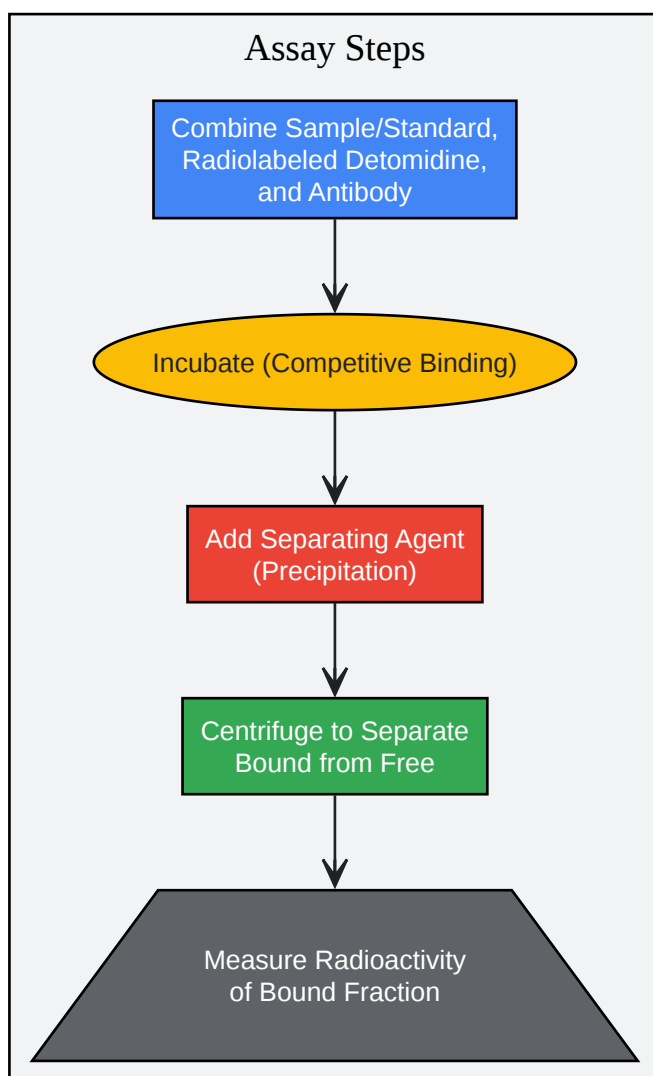 Assay Steps
Combine Sample/Standard,
Radiolabeled Detomidine,
and Antibody
Incubate (Competitive Binding)
Add Separating Agent
(Precipitation)
Centrifuge to Separate
Bound from Free
Measure Radioactivity
of Bound Fraction